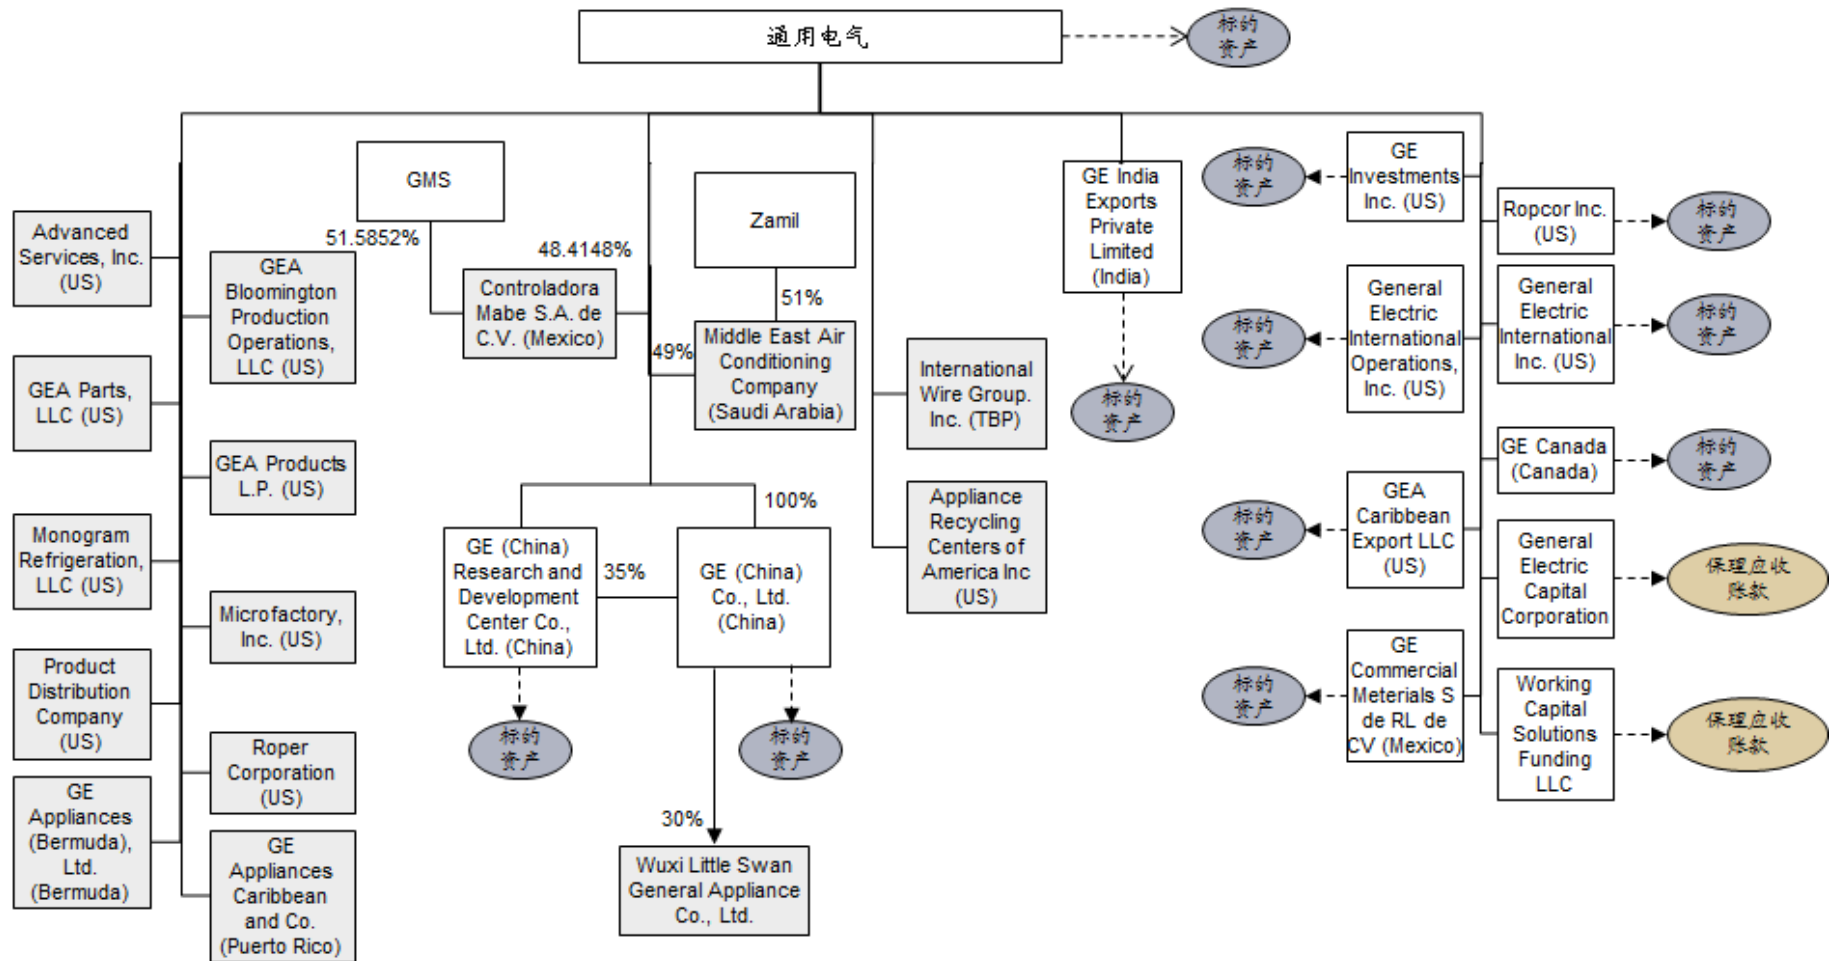 通用电气
标的
资产
GMS
51.5852%
48.4148%
Controladora
Mabe S.A. de
C.V. (Mexico)
Zamil
51%
49%
Middle East Air
Conditioning
Company
(Saudi Arabia)
Advanced
Services, Inc.
(US)
GEA
Bloomington
Production
Operations,
LLC (US)
GEA Parts,
LLC (US)
GEA Products
L.P. (US)
Monogram
Refrigeration,
LLC (US)
Microfactory,
Inc. (US)
Product
Distribution
Company
(US)
Roper
Corporation
(US)
GE
Appliances
(Bermuda),
Ltd.
(Bermuda)
GE
Appliances
Caribbean
and Co.
(Puerto Rico)
GE (China)
Research and
Development
Center Co.,
Ltd. (China)
35%
100%
GE (China)
Co., Ltd.
(China)
标的
资产
标的
资产
30%
Wuxi Little Swan
General Appliance
Co., Ltd.
International
Wire Group.
Inc. (TBP)
Appliance
Recycling
Centers of
America Inc
(US)
GE India
Exports
Private
Limited
(India)
标的
资产
标的
资产
GE
Investments
Inc. (US)
Ropcor Inc.
(US)
标的
资产
标的
资产
General
Electric
International
Operations,
Inc. (US)
General
Electric
International
Inc. (US)
标的
资产
GE Canada
(Canada)
标的
资产
标的
资产
GEA
Caribbean
Export LLC
(US)
General
Electric
Capital
Corporation
保理应收
账款
标的
资产
GE
Commercial
Meterials S
de RL de
CV (Mexico)
Working
Capital
Solutions
Funding
LLC
保理应收
账款